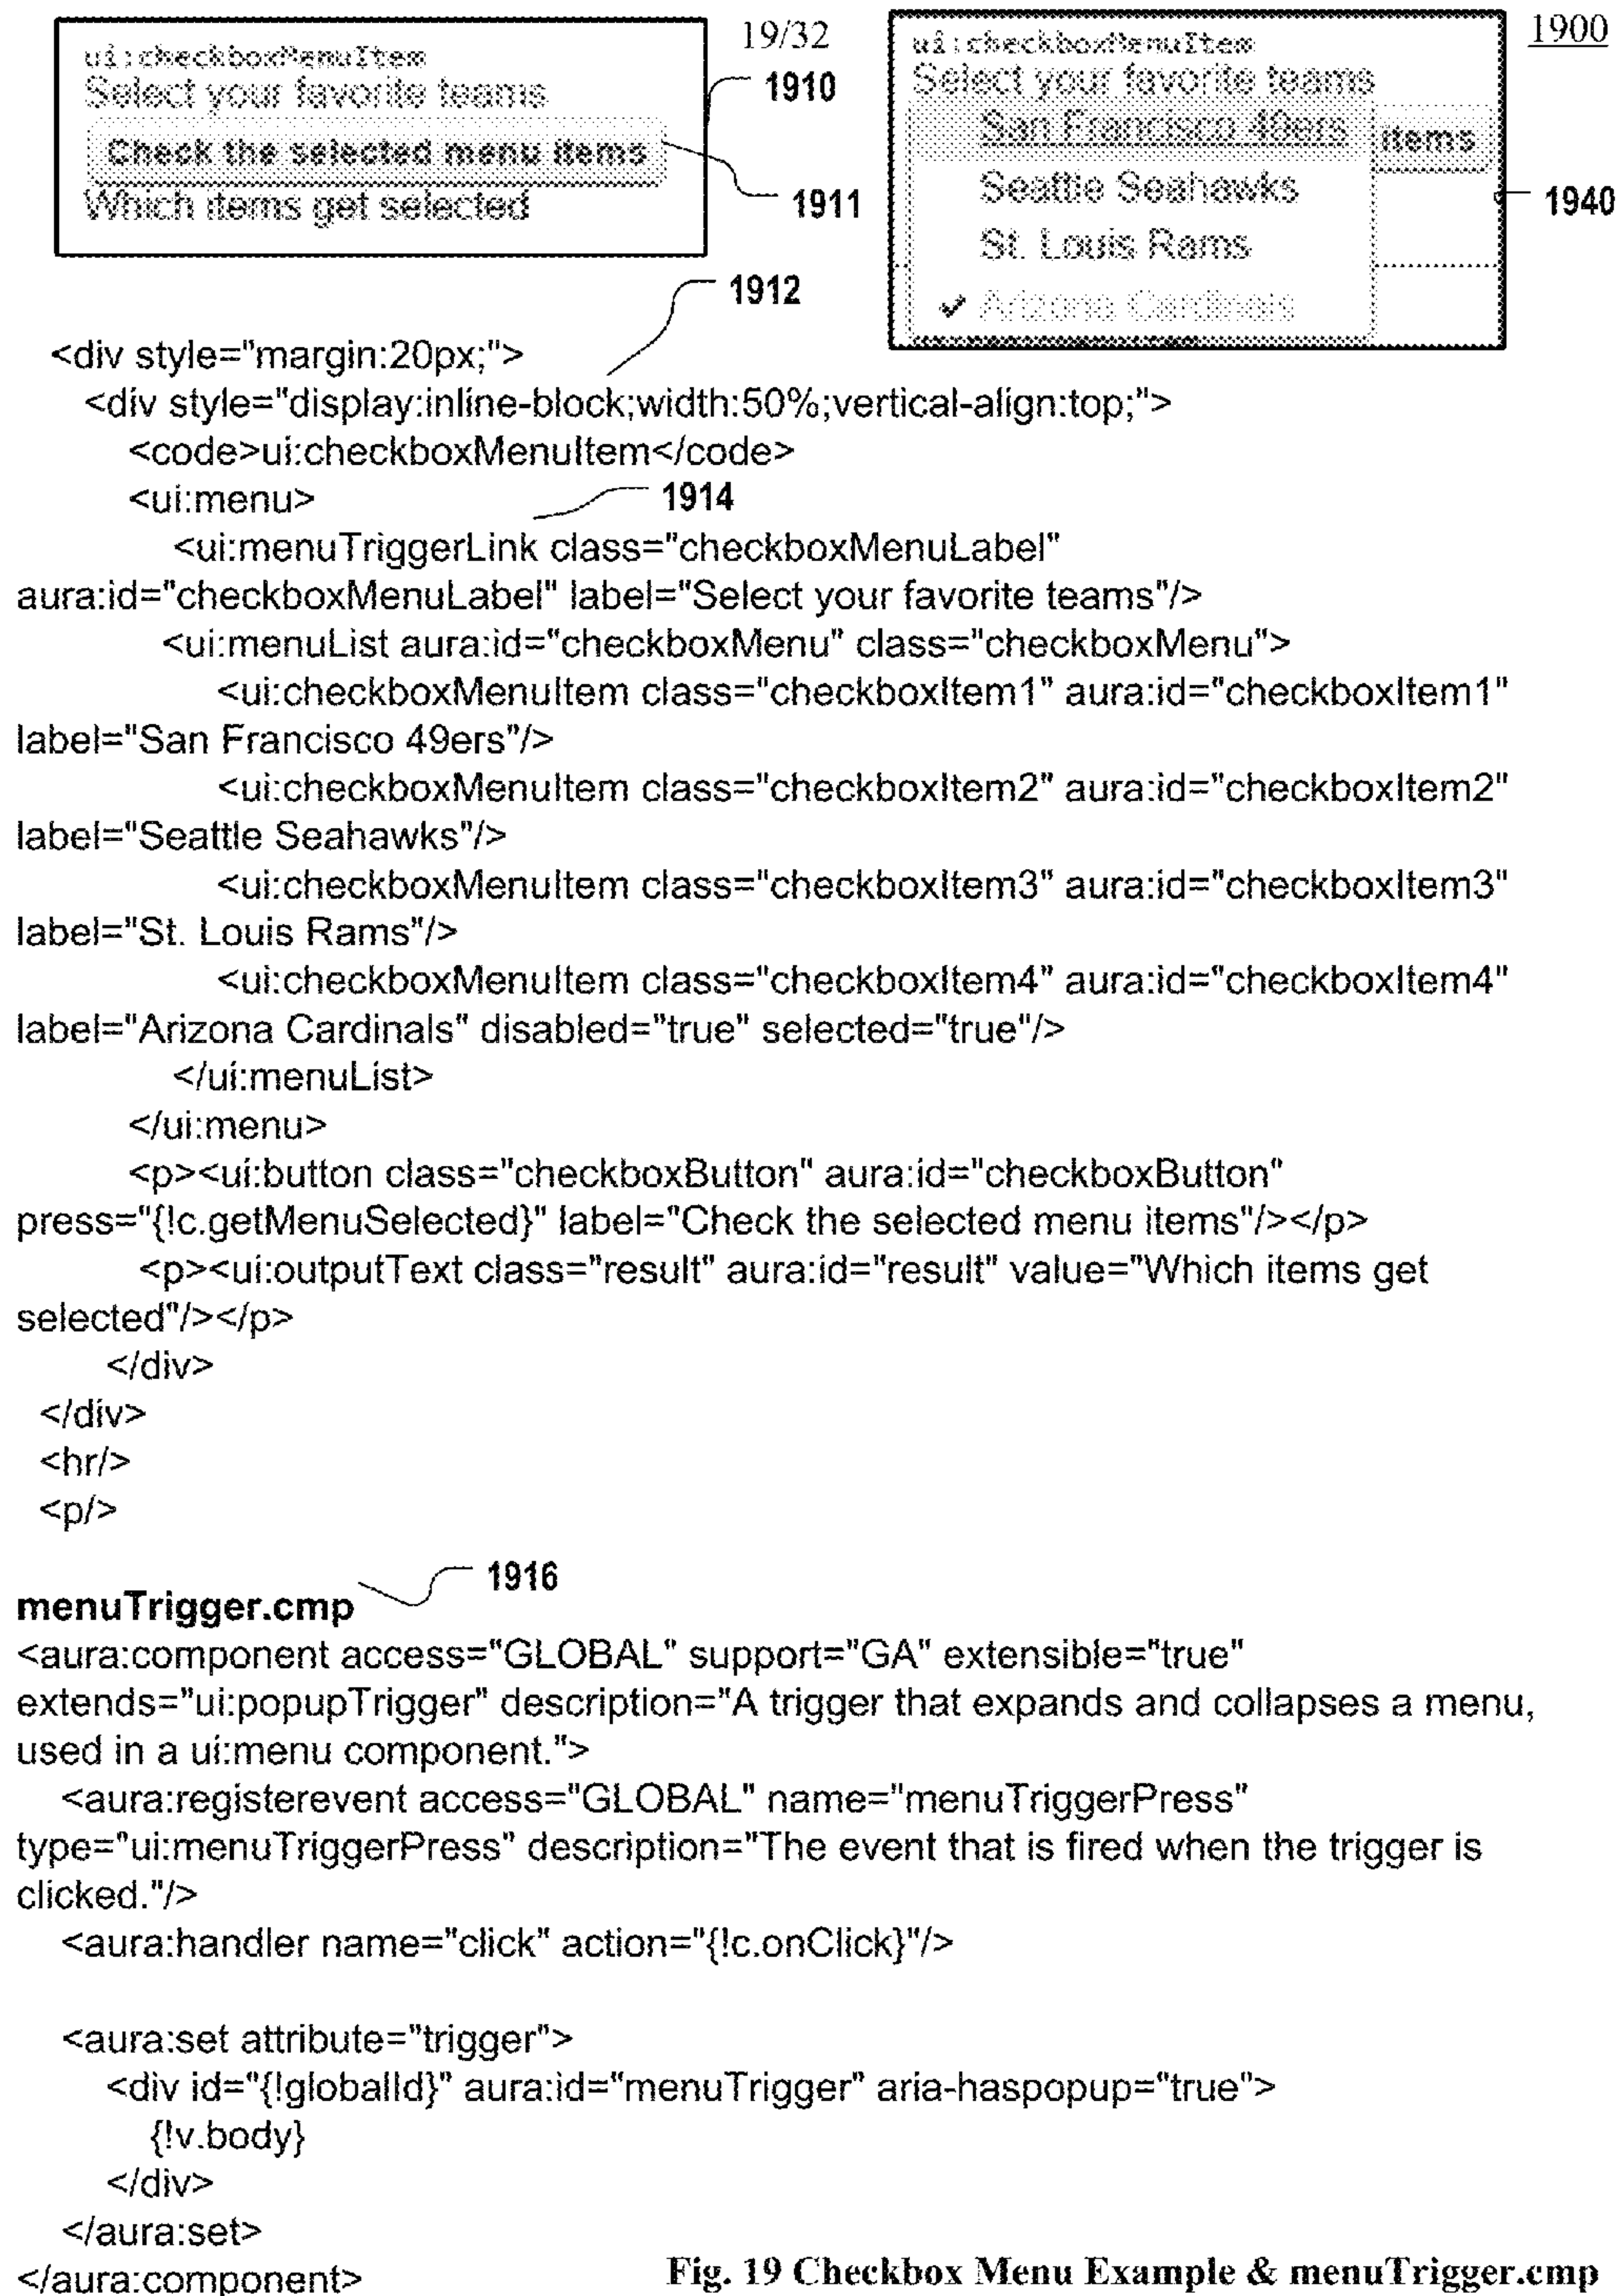 19/32
1900
ui:checkboxMenuItem
Select your favorite teams
Check the selected menu items
Which items get selected
1910
1911
ui:checkboxMenuItem
Select your favorite teams
San Francisco 49ers
items
Seattle Seahawks
St. Louis Rams
✔ Arizona Cardinals
1940
1912
<div style="margin:20px;">
<div style="display:inline-block;width:50%;vertical-align:top;">
<code>ui:checkboxMenuItem</code>
<ui:menu>
1914
<ui:menuTriggerLink class="checkboxMenuLabel"
aura:id="checkboxMenuLabel" label="Select your favorite teams"/>
<ui:menuList aura:id="checkboxMenu" class="checkboxMenu">
<ui:checkboxMenuItem class="checkboxItem1" aura:id="checkboxItem1"
label="San Francisco 49ers"/>
<ui:checkboxMenuItem class="checkboxItem2" aura:id="checkboxItem2"
label="Seattle Seahawks"/>
<ui:checkboxMenuItem class="checkboxItem3" aura:id="checkboxItem3"
label="St. Louis Rams"/>
<ui:checkboxMenuItem class="checkboxItem4" aura:id="checkboxItem4"
label="Arizona Cardinals" disabled="true" selected="true"/>
</ui:menuList>
</ui:menu>
<p><ui:button class="checkboxButton" aura:id="checkboxButton"
press="{!c.getMenuSelected}" label="Check the selected menu items"/></p>
<p><ui:outputText class="result" aura:id="result" value="Which items get
selected"/></p>
</div>
</div>
<hr/>
<p/>
1916
menuTrigger.cmp
<aura:component access="GLOBAL" support="GA" extensible="true"
extends="ui:popupTrigger" description="A trigger that expands and collapses a menu,
used in a ui:menu component.">
<aura:registerevent access="GLOBAL" name="menuTriggerPress"
type="ui:menuTriggerPress" description="The event that is fired when the trigger is
clicked."/>
<aura:handler name="click" action="{!c.onClick}"/>
<aura:set attribute="trigger">
<div id="{!globalId}" aura:id="menuTrigger" aria-haspopup="true">
{!v.body}
</div>
</aura:set>
</aura:component>
Fig. 19 Checkbox Menu Example & menuTrigger.cmp